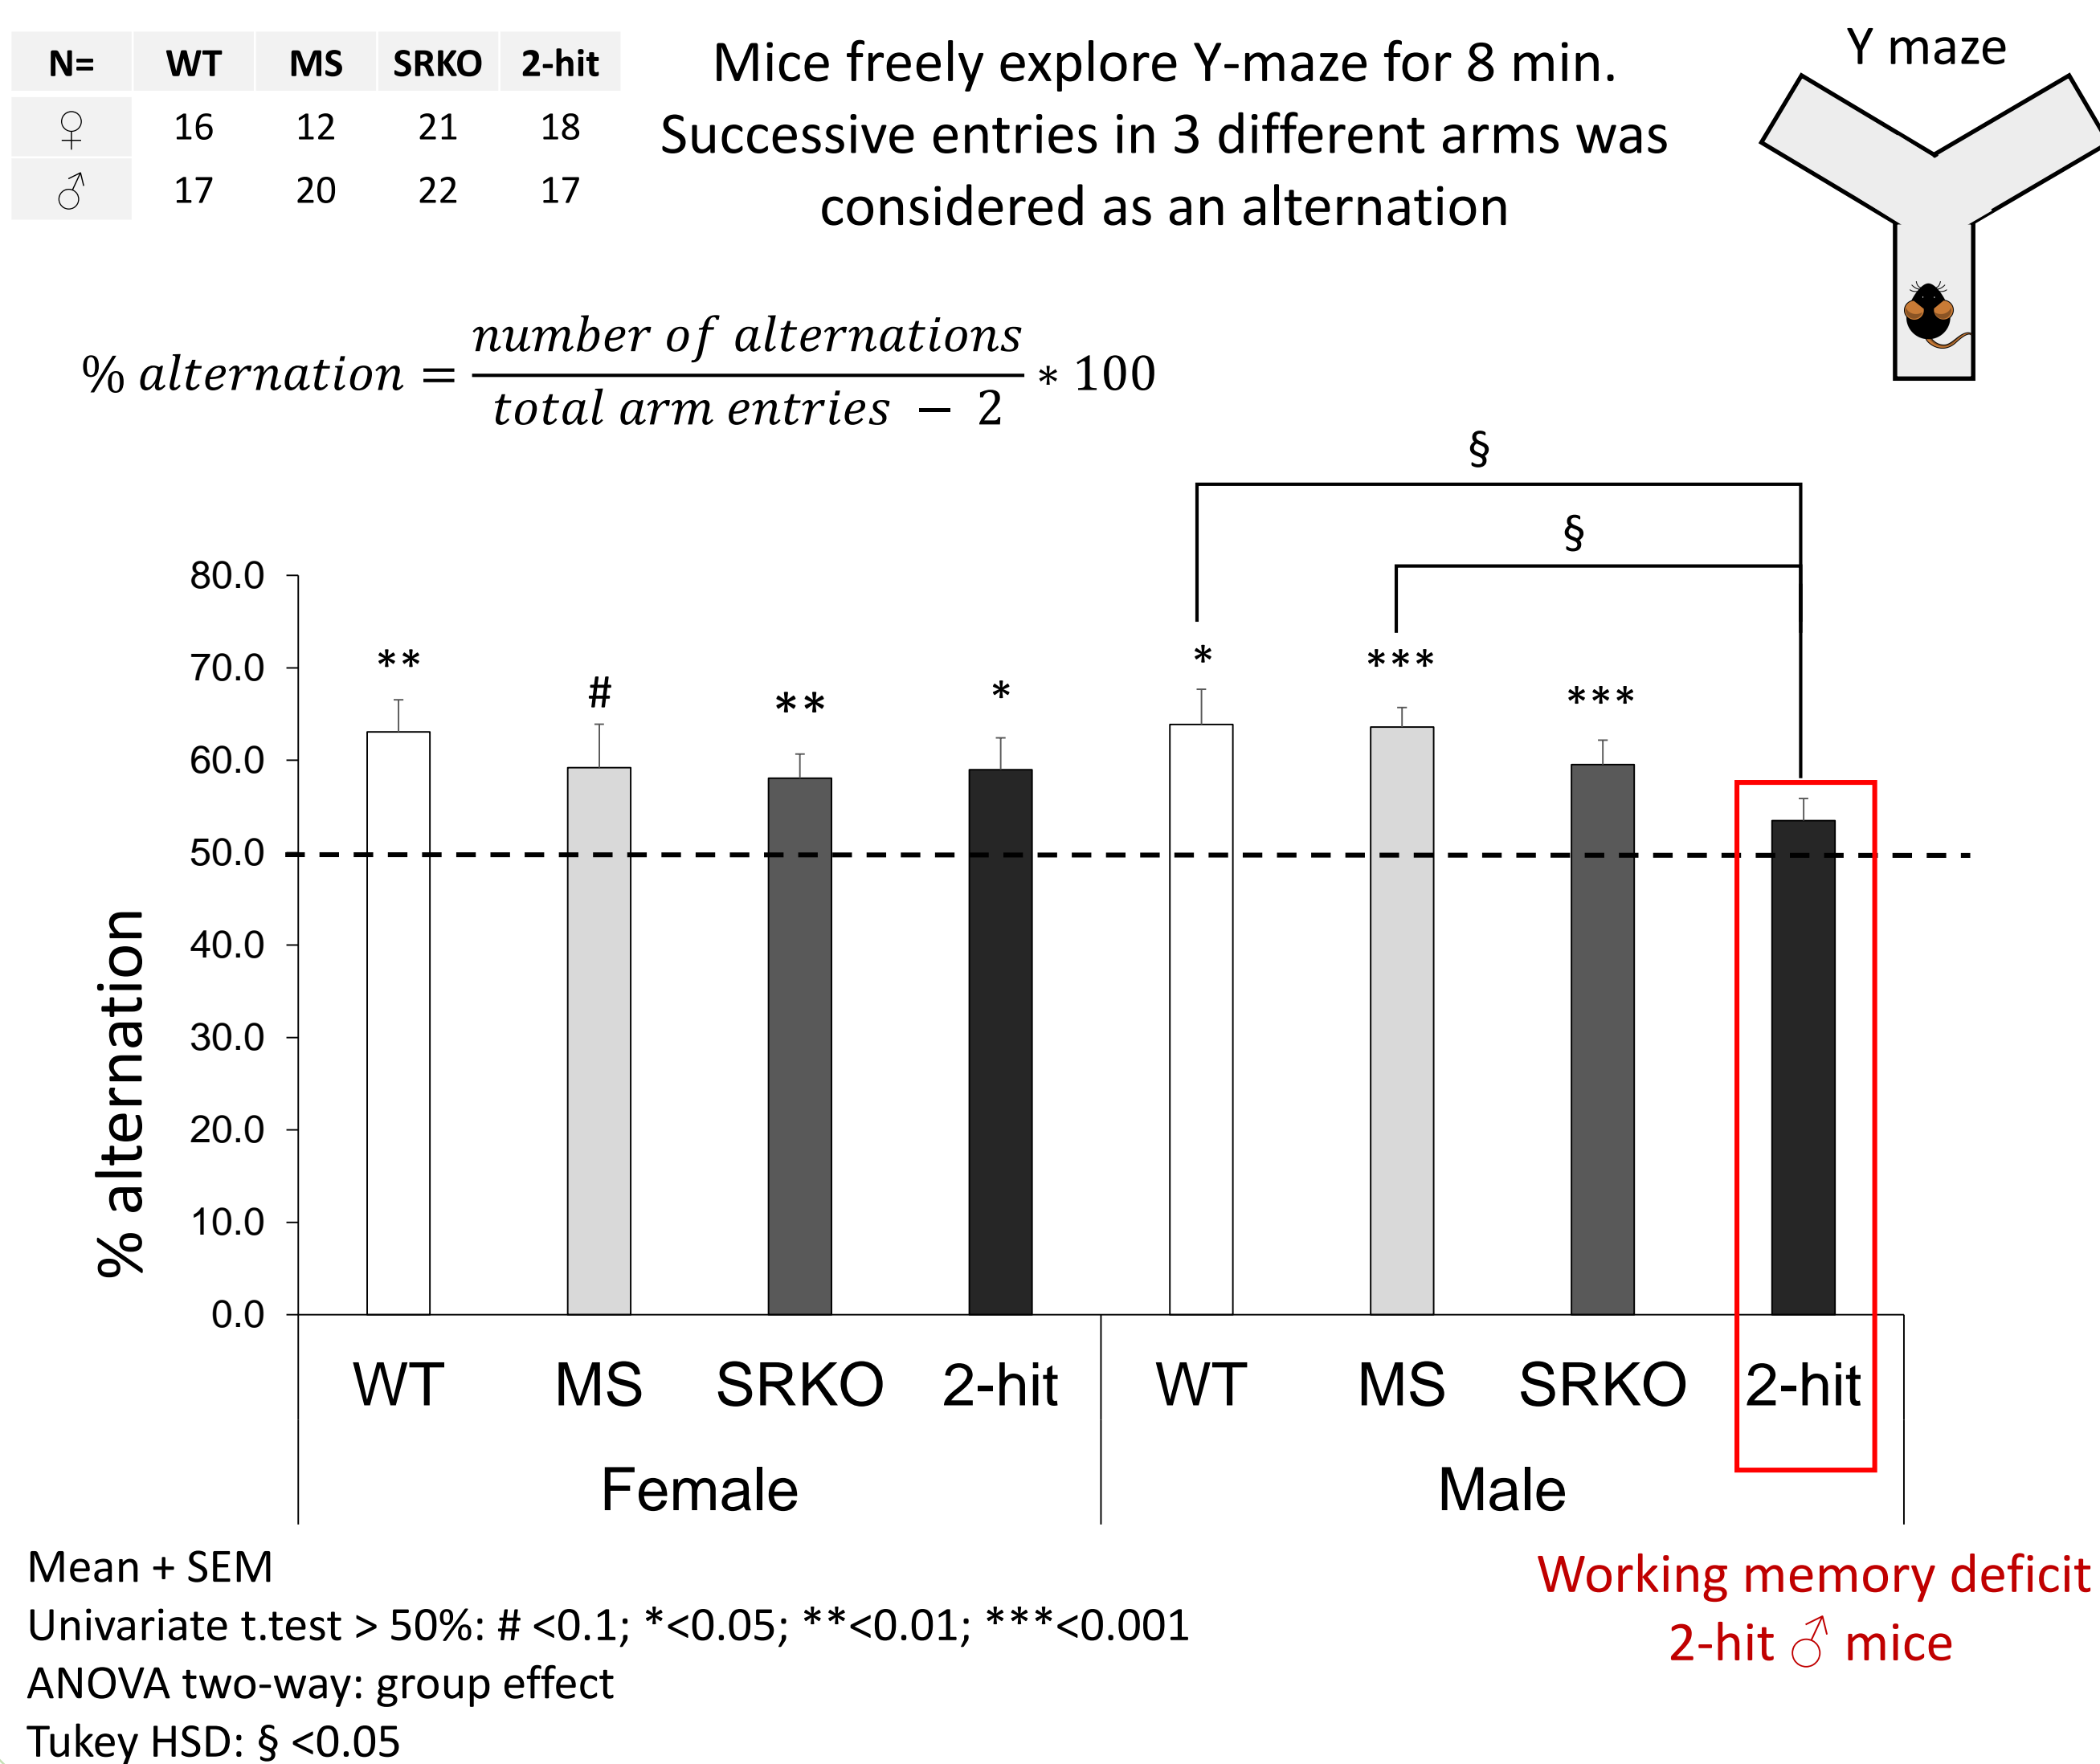 N= WT MS SRKO 2-hit
♀ 16 12 21 18
♂ 17 20 22 17
Mice freely explore Y-maze for 8 min.
Successive entries in 3 different arms was
considered as an alternation
Y maze
% alternation = number of alternations / total arm entries − 2 * 100
§
§
80.0
70.0
60.0
50.0
40.0
30.0
20.0
10.0
0.0
% alternation
** # ** * * *** ***
WT MS SRKO 2-hit WT MS SRKO 2-hit
Female Male
Mean + SEM
Univariate t.test > 50%: # <0.1; *<0.05; **<0.01; ***<0.001
ANOVA two-way: group effect
Tukey HSD: § <0.05
Working memory deficit
2-hit ♂ mice